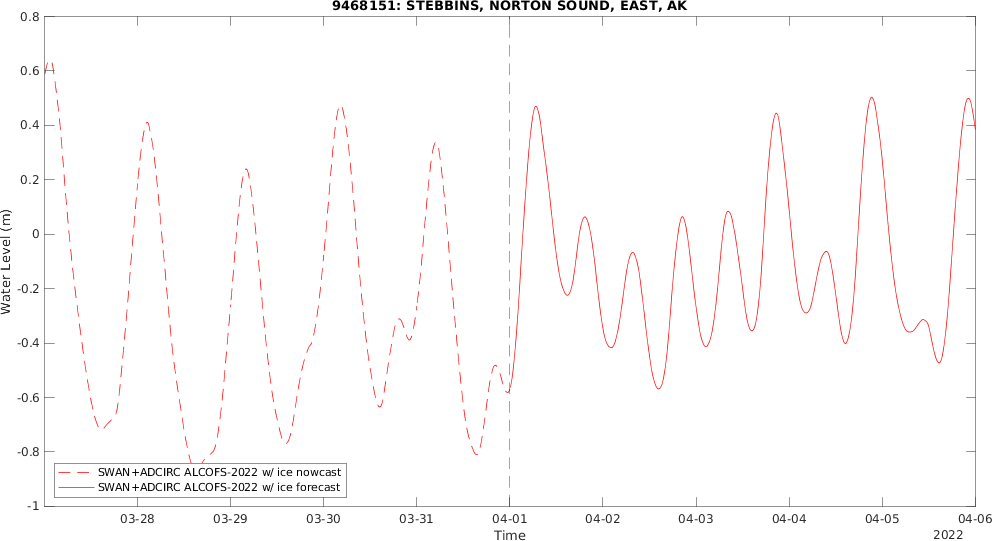 9468151: STEBBINS, NORTON SOUND, EAST, AK
0.8
0.6
0.4
0.2
0
-0.2
-0.4
-0.6
-0.8
-1
Water Level (m)
SWAN+ADCIRC ALCOFS-2022 w/ ice nowcast
SWAN+ADCIRC ALCOFS-2022 w/ ice forecast
03-28 03-29 03-30 03-31 04-01 04-02 04-03 04-04 04-05 04-06
Time
2022